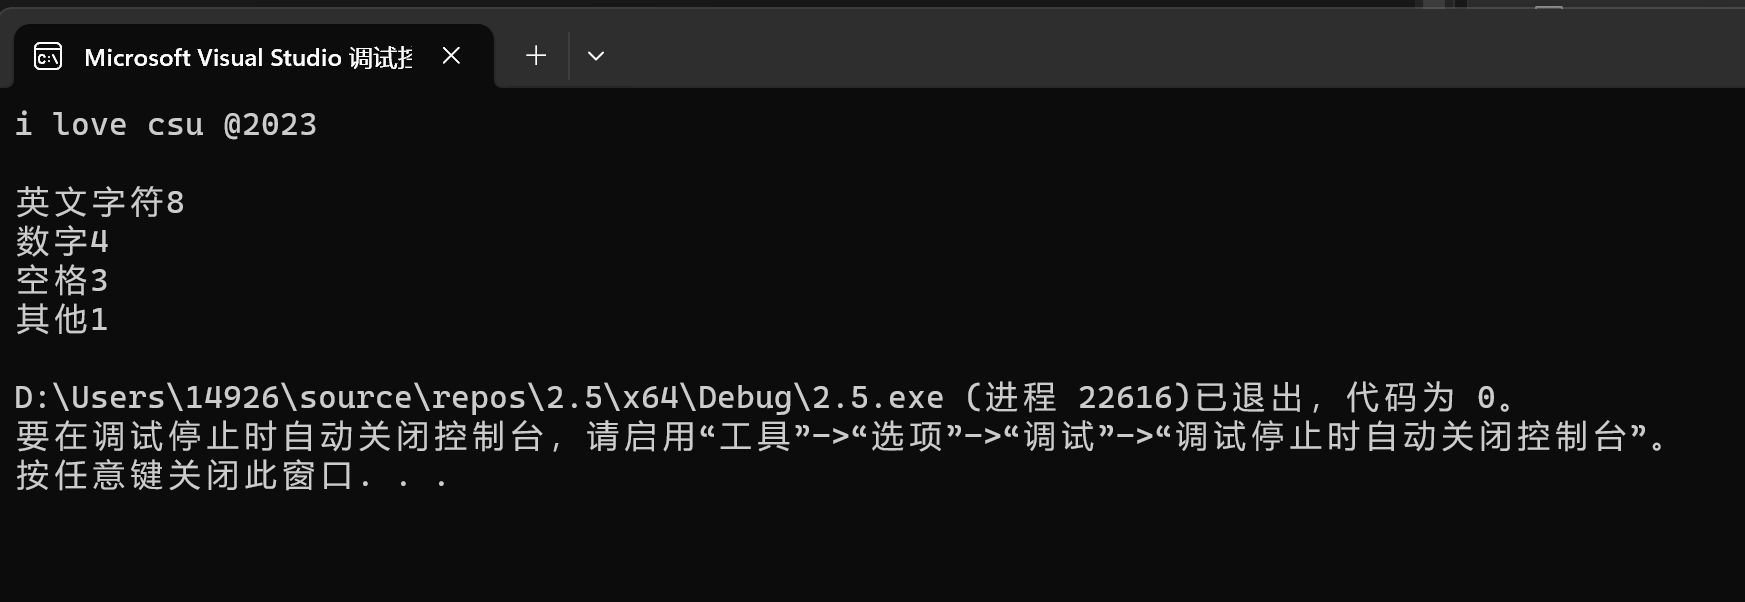 Microsoft Visual Studio 调试
i love csu @2023
英文字符8
数字4
空格3
其他1
D:\Users\14926\source\repos\2.5\x64\Debug\2.5.exe (进程 22616)已退出，代码为 0。
要在调试停止时自动关闭控制台，请启用“工具”->“选项”->“调试”->“调试停止时自动关闭控制台”。
按任意键关闭此窗口. . .